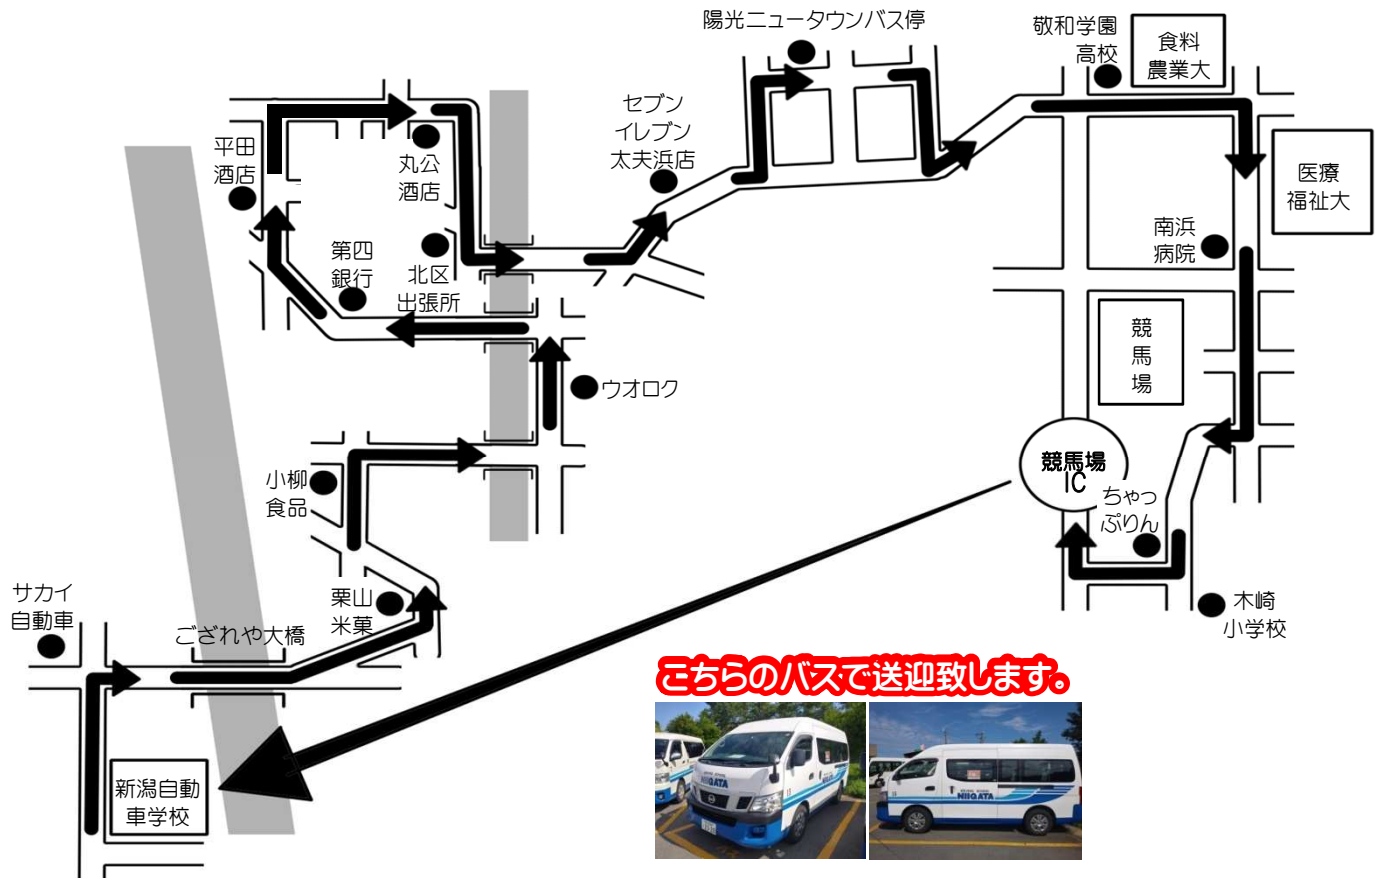 陽光ニュータウンバス停
敬和学園
高校
食料
農業大
セブン
イレブン
太夫浜店
平田
酒店
丸公
酒店
医療
福祉大
南浜
病院
第四
銀行
北区
出張所
競
馬
場
ウオロク
競馬場
IC
小柳
食品
ちゃっ
ぷりん
サカイ
自動車
栗山
米菓
ござれや大橋
木崎
小学校
こちらのバスで送迎致します。
新潟自動
車学校
NIIGATA
NIIGATA